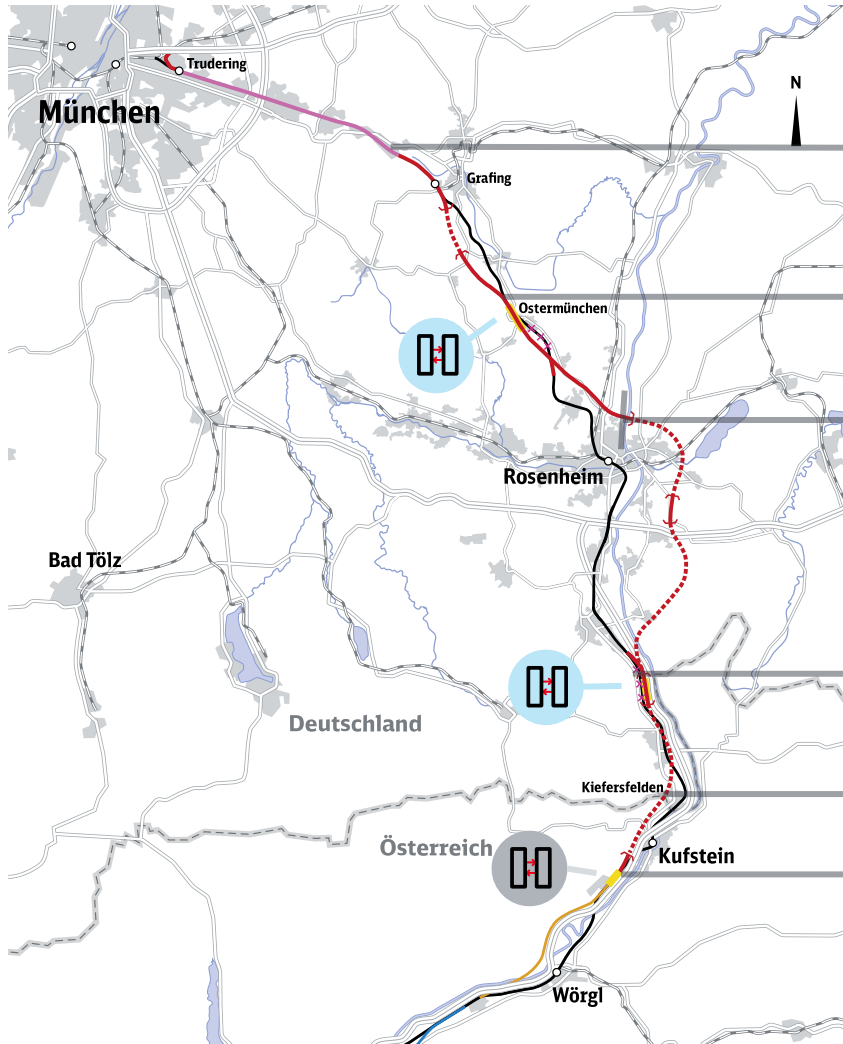 Trudering
München
N
Grafing
Ostermünchen
Rosenheim
Bad Tölz
Deutschland
Kiefersfelden
Österreich
Kufstein
Wörgl